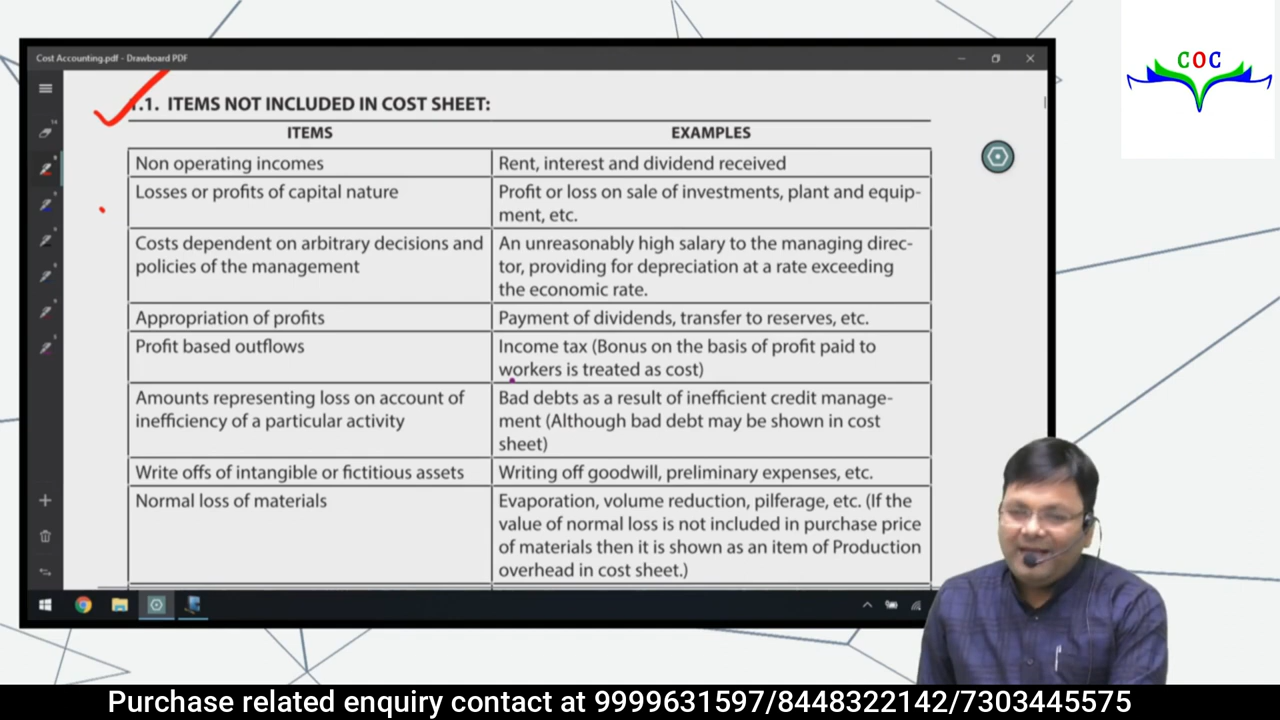 COC
Cost Accounting.pdf - Drawboard PDF
.1. ITEMS NOT INCLUDED IN COST SHEET:
ITEMS EXAMPLES
Non operating incomes Rent, interest and dividend received
Losses or profits of capital nature Profit or loss on sale of investments, plant and equip-
ment, etc.
Costs dependent on arbitrary decisions and An unreasonably high salary to the managing direc-
policies of the management tor, providing for depreciation at a rate exceeding
the economic rate.
Appropriation of profits Payment of dividends, transfer to reserves, etc.
Profit based outflows Income tax (Bonus on the basis of profit paid to
workers is treated as cost)
Amounts representing loss on account of Bad debts as a result of inefficient credit manage-
inefficiency of a particular activity ment (Although bad debt may be shown in cost
sheet)
Write offs of intangible or fictitious assets Writing off goodwill, preliminary expenses, etc.
Normal loss of materials Evaporation, volume reduction, pilferage, etc. (If the
value of normal loss is not included in purchase price
of materials then it is shown as an item of Production
overhead in cost sheet.)
Purchase related enquiry contact at 9999631597/8448322142/7303445575